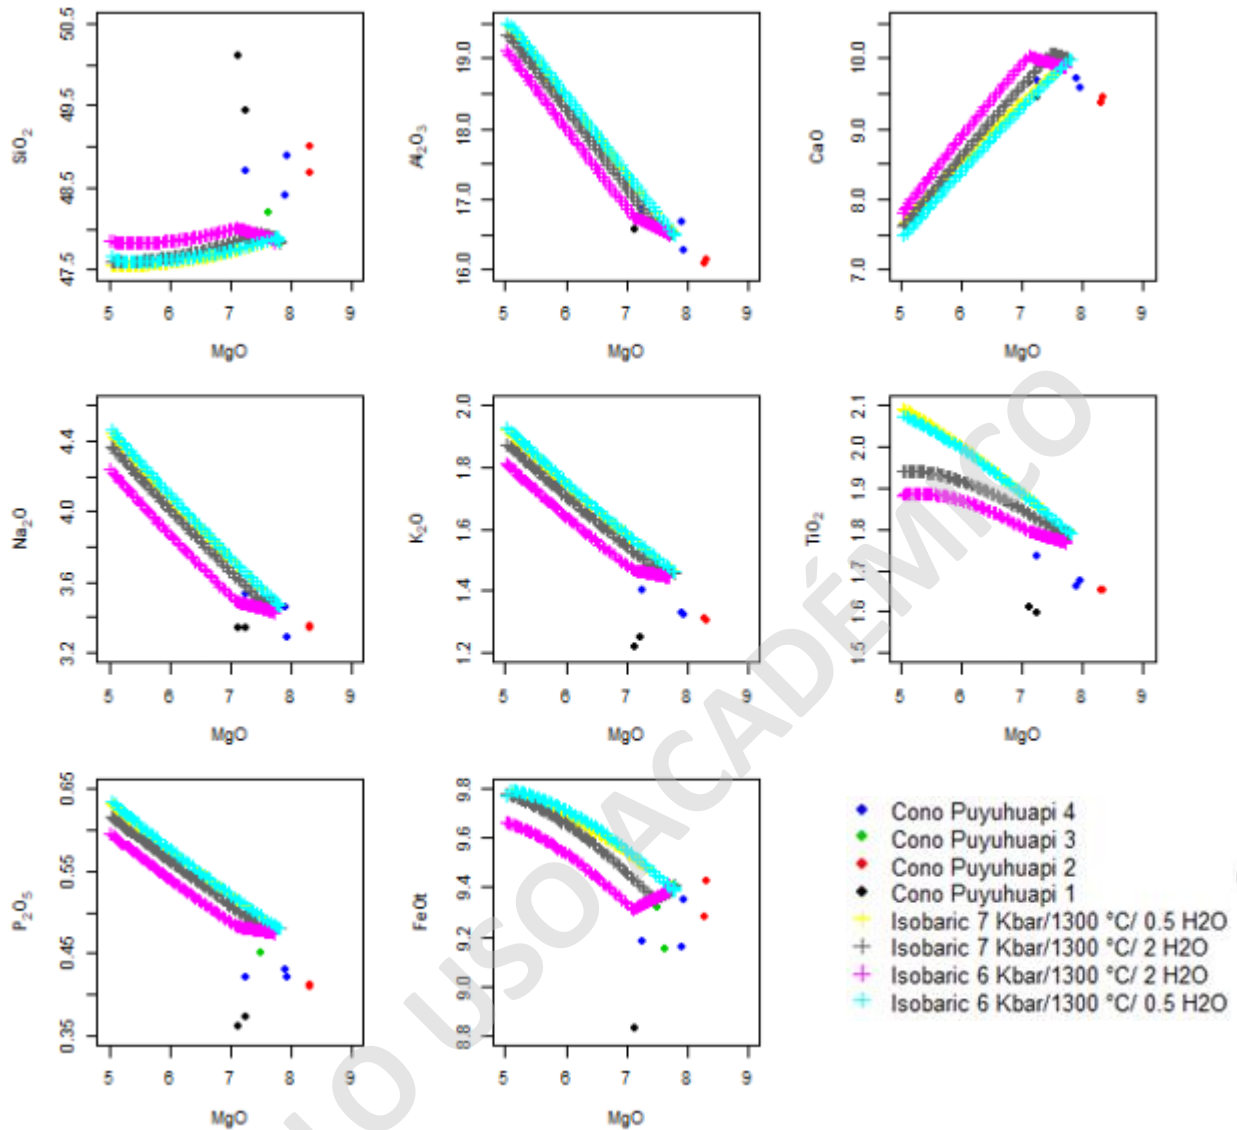 SiO2
50.5
49.5
48.5
47.5
5 6 7 8 9
MgO
Al2O3
19.0
18.0
17.0
16.0
5 6 7 8 9
MgO
CaO
10.0
9.0
8.0
7.0
5 6 7 8 9
MgO
Na2O
4.4
4.0
3.6
3.2
5 6 7 8 9
MgO
K2O
2.0
1.8
1.6
1.4
1.2
5 6 7 8 9
MgO
TiO2
2.1
2.0
1.9
1.8
1.7
1.6
1.5
5 6 7 8 9
MgO
P2O5
0.65
0.55
0.45
0.35
5 6 7 8 9
MgO
FeOt
9.8
9.6
9.4
9.2
9.0
8.8
5 6 7 8 9
MgO
Cono Puyuhuapi 4
Cono Puyuhuapi 3
Cono Puyuhuapi 2
Cono Puyuhuapi 1
Isobaric 7 Kbar/1300 °C/ 0.5 H2O
Isobaric 7 Kbar/1300 °C/ 2 H2O
Isobaric 6 Kbar/1300 °C/ 2 H2O
Isobaric 6 Kbar/1300 °C/ 0.5 H2O
LO USO ACADÉMICO